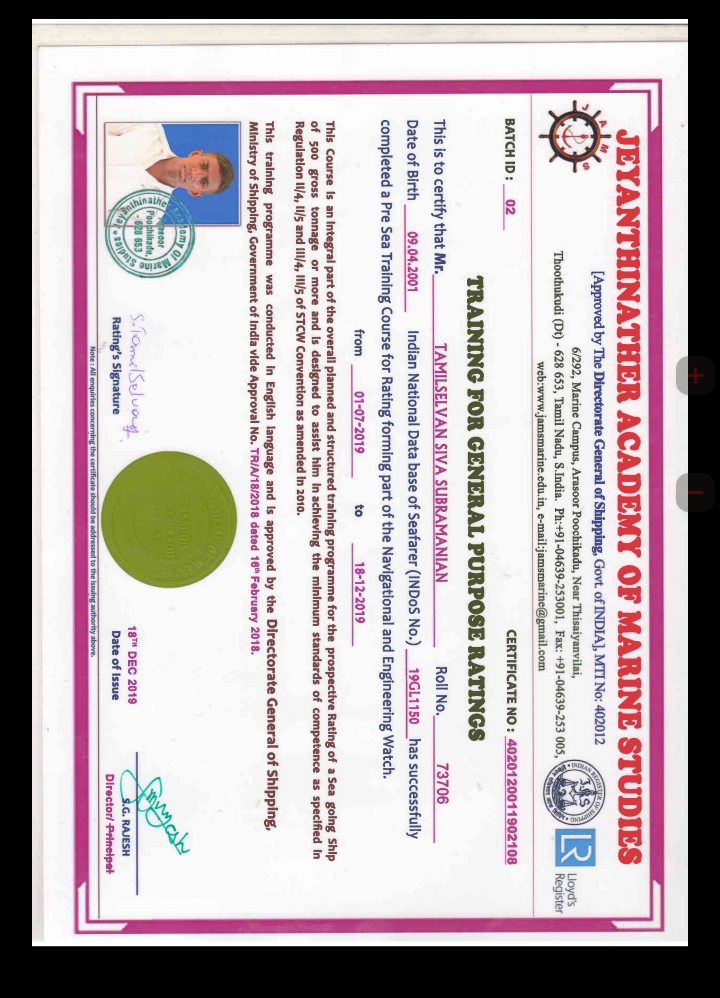 JEYANTHINATHER ACADEMY OF MARINE STUDIES
[Approved by The Directorate General of Shipping, Govt. of INDIA], MTI No: 402012
6/292, Marine Campus, Arasoor Poochikadu, Near Thisaiyanvilai,
Thoothukudi (Dt) - 628 653, Tamil Nadu, S.India. Ph:+91-04639-253001, Fax: +91-04639-253 005,
web:www.jamsmarine.edu.in, e-mail:jamsmarine@gmail.com
JAMS
INDIAN REGISTER OF SHIPPING
LR
Lloyd's
Register
BATCH ID : 02 CERTIFICATE NO : 4020120011902108
TRAINING FOR GENERAL PURPOSE RATINGS
This is to certify that Mr. TAMILSELVAN SIVA SUBRAMANIAN Roll No. 73706
Date of Birth 09.04.2001 Indian National Data base of Seafarer (INDoS No.) 19GL1150 has successfully
completed a Pre Sea Training Course for Rating forming part of the Navigational and Engineering Watch.
from 01-07-2019 to 18-12-2019
This Course is an integral part of the overall planned and structured training programme for the prospective Rating of a Sea going Ship
of 500 gross tonnage or more and is designed to assist him in achieving the minimum standards of competence as specified in
Regulation II/4, II/5 and III/4, III/5 of STCW Convention as amended in 2010.
This training programme was conducted in English language and is approved by the Directorate General of Shipping,
Ministry of Shipping, Government of India vide Approval No. TR/A/18/2018 dated 16th February 2018.
Jeyanthinather Academy Of Marine Studies
Arasoor
Poochikadu,
628 653
S.TamilSelvan
Rating's Signature
18TH DEC 2019
Date of Issue
S.G. RAJESH
Director/ Principal
Note : All enquiries concerning the certificate should be addressed to the issuing authority above.